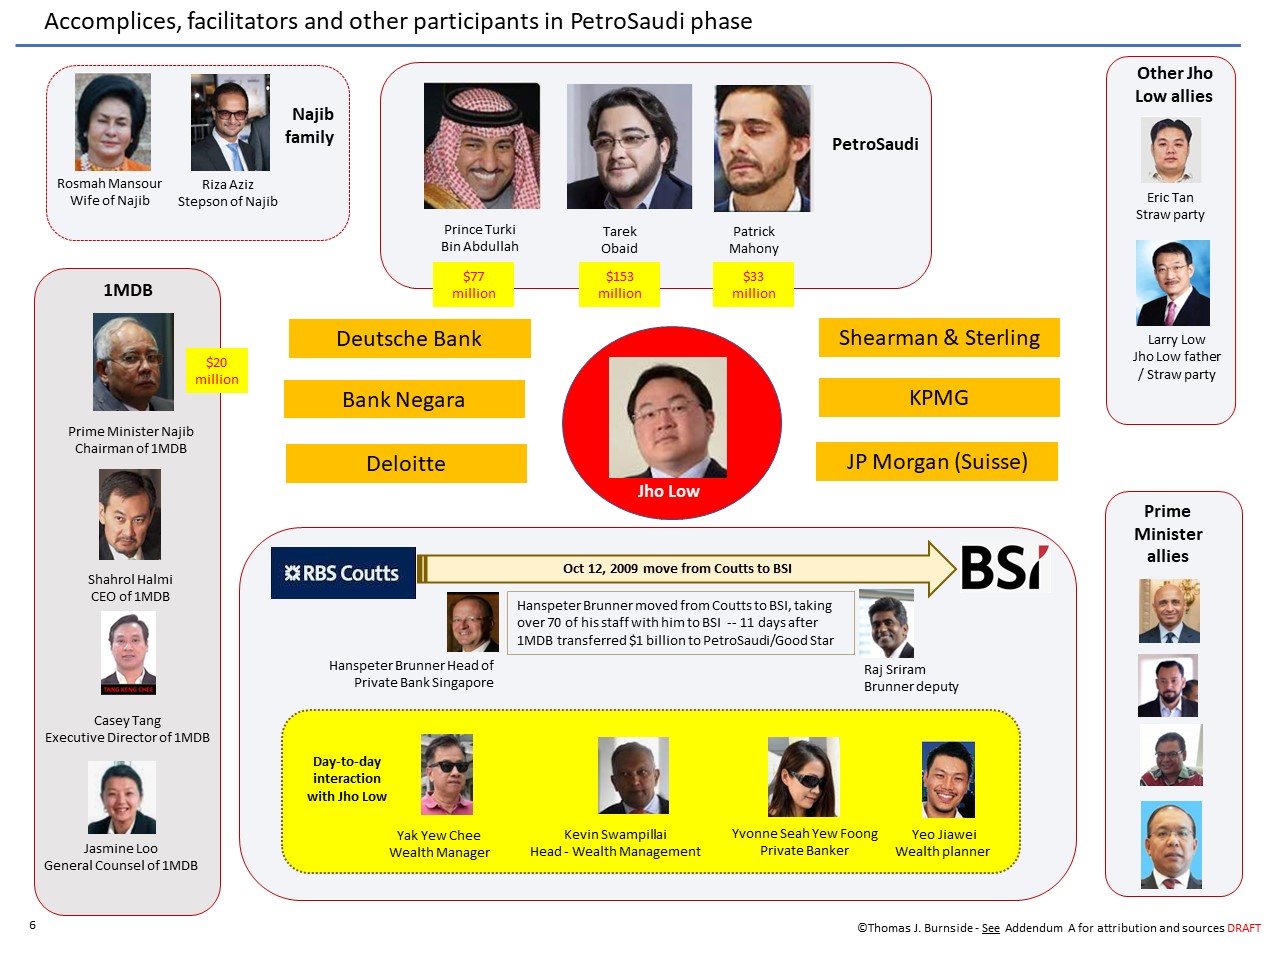 Accomplices, facilitators and other participants in PetroSaudi phase
Najib
family
Rosmah Mansour
Wife of Najib
Riza Aziz
Stepson of Najib
PetroSaudi
Prince Turki
Bin Abdullah
Tarek
Obaid
Patrick
Mahony
$77
million
$153
million
$33
million
Other Jho
Low allies
Eric Tan
Straw party
Larry Low
Jho Low father
/ Straw party
1MDB
$20
million
Prime Minister Najib
Chairman of 1MDB
Shahrol Halmi
CEO of 1MDB
TANG KENG CHEE
Casey Tang
Executive Director of 1MDB
Jasmine Loo
General Counsel of 1MDB
Deutsche Bank
Bank Negara
Deloitte
Jho Low
Shearman & Sterling
KPMG
JP Morgan (Suisse)
RBS Coutts
Oct 12, 2009 move from Coutts to BSI
BSi
Hanspeter Brunner moved from Coutts to BSI, taking
over 70 of his staff with him to BSI -- 11 days after
1MDB transferred $1 billion to PetroSaudi/Good Star
Hanspeter Brunner Head of
Private Bank Singapore
Raj Sriram
Brunner deputy
Day-to-day
interaction
with Jho Low
Yak Yew Chee
Wealth Manager
Kevin Swampillai
Head - Wealth Management
Yvonne Seah Yew Foong
Private Banker
Yeo Jiawei
Wealth planner
Prime
Minister
allies
6
©Thomas J. Burnside - See Addendum A for attribution and sources DRAFT